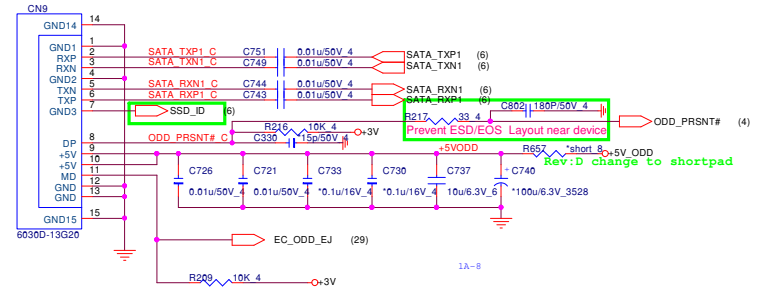 CN9
14
GND14
1
GND1
2
RXP
SATA_TXP1_C C751 0.01u/50V_4 SATA_TXP1 (6)
3
RXN
SATA_TXN1_C C749 0.01u/50V_4 SATA_TXN1 (6)
4
GND2
5
TXN
SATA_RXN1_C C744 0.01u/50V_4 SATA_RXN1 (6)
6
TXP
SATA_RXP1_C C743 0.01u/50V_4 SATA_RXP1 (6)
7
GND3
SSD_ID (6)
C802 180P/50V_4
R217 33_4
ODD_PRSNT# (4)
Prevent ESD/EOS Layout near device
R216 10K_4
+3V
8
DP
ODD_PRSNT#_C C330 15p/50V_4
9
+5V
+5VODD
R657 *short_8 +5V_ODD
Rev:D change to shortpad
10
+5V
11
MD
12
GND
13
GND
C726 C721 C733 C730 C737 C740
0.01u/50V_4 0.01u/50V_4 *0.1u/16V_4 *0.1u/16V_4 10u/6.3V_6 *100u/6.3V_3528
+
15
GND15
6030D-13G20
EC_ODD_EJ (29)
1A-8
R209 10K_4 +3V